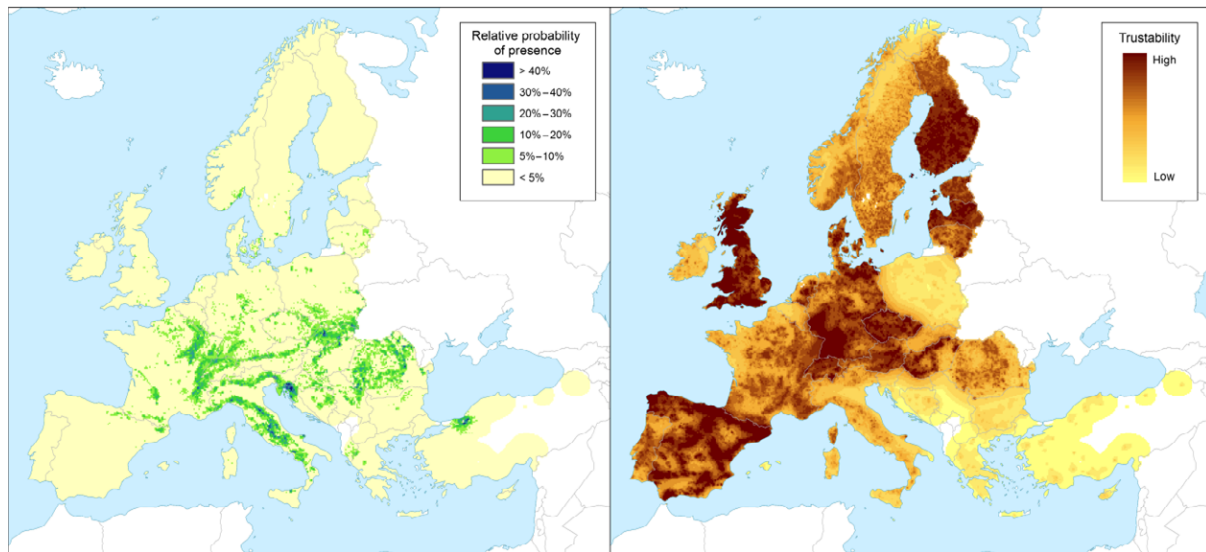 Relative probability
of presence
> 40%
30%–40%
20%–30%
10%–20%
5%–10%
< 5%
Trustability
High
Low